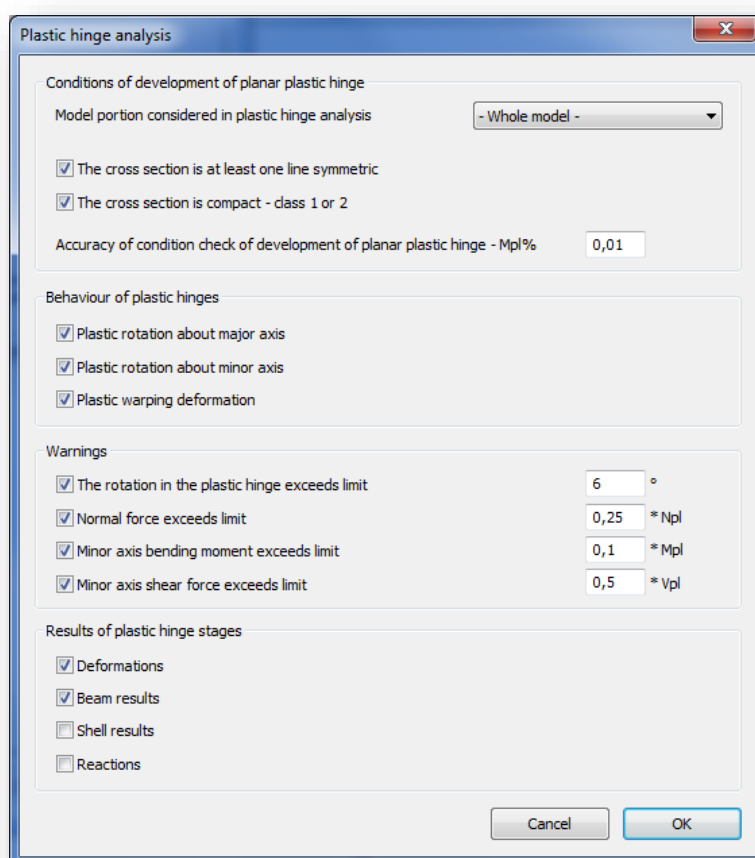 Plastic hinge analysis
Conditions of development of planar plastic hinge
Model portion considered in plastic hinge analysis - Whole model -
The cross section is at least one line symmetric
The cross section is compact - class 1 or 2
Accuracy of condition check of development of planar plastic hinge - Mpl% 0,01
Behaviour of plastic hinges
Plastic rotation about major axis
Plastic rotation about minor axis
Plastic warping deformation
Warnings
The rotation in the plastic hinge exceeds limit 6 °
Normal force exceeds limit 0,25 * Npl
Minor axis bending moment exceeds limit 0,1 * Mpl
Minor axis shear force exceeds limit 0,5 * Vpl
Results of plastic hinge stages
Deformations
Beam results
Shell results
Reactions
Cancel OK